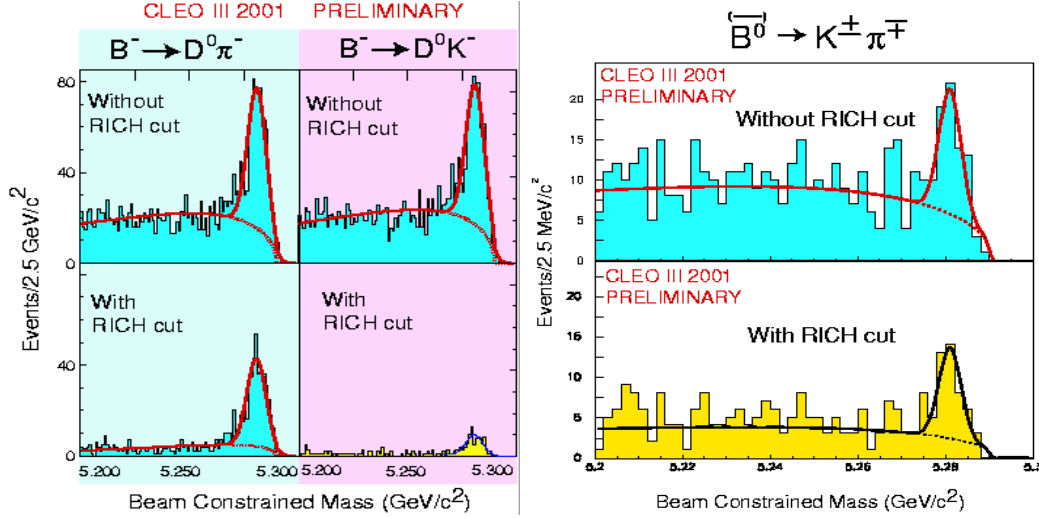 CLEO III 2001 PRELIMINARY
B⁻→D⁰π⁻
B⁻→D⁰K⁻
80
Without
RICH cut
Without
RICH cut
40
20
0
Events/2.5 GeV/c²
With
RICH cut
With
RICH cut
40
0
5.200
5.250
5.300
5.200
5.250
5.300
Beam Constrained Mass (GeV/c²)
(B⁰) → K± π∓
CLEO III 2001
PRELIMINARY
Without RICH cut
20
15
10
5
0
Events/2.5 MeV/c²
CLEO III 2001
PRELIMINARY
With RICH cut
20
15
10
5
0
5.2
5.22
5.24
5.26
5.28
5.3
Beam Constrained Mass (GeV/c²)